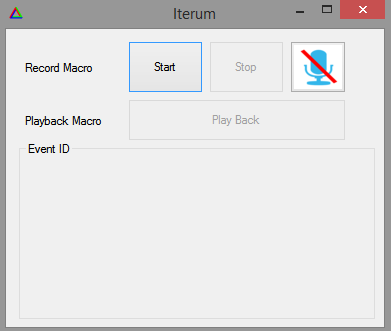 Iterum
Record Macro
Start
Stop
Playback Macro
Play Back
Event ID